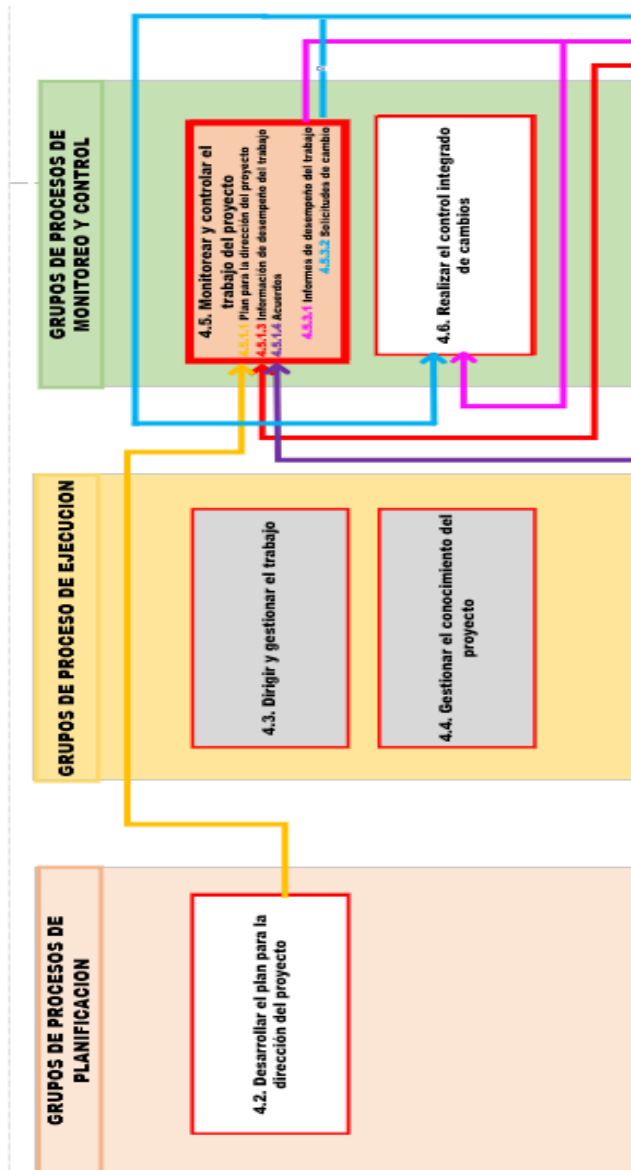 GRUPOS DE PROCESOS DE
PLANIFICACION
4.2. Desarrollar el plan para la
dirección del proyecto
GRUPOS DE PROCESO DE EJECUCION
4.3. Dirigir y gestionar el trabajo
4.4. Gestionar el conocimiento del
proyecto
GRUPOS DE PROCESOS DE
MONITOREO Y CONTROL
4.5. Monitorear y controlar el
trabajo del proyecto
4.5.1.1 Plan para la dirección del proyecto
4.5.1.3 Información de desempeño del trabajo
4.5.1.4 Acuerdos
4.5.3.1 Informes de desempeño del trabajo
4.5.3.2 Solicitudes de cambio
4.6. Realizar el control integrado
de cambios